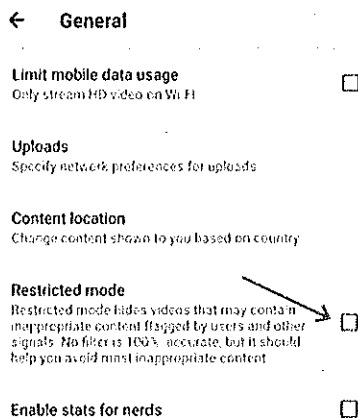 General
Limit mobile data usage
Only stream HD video on Wi-Fi
Uploads
Specify network preferences for uploads
Content location
Change content shown to you based on country
Restricted mode
Restricted mode hides videos that may contain
inappropriate content flagged by users and other
signals. No filter is 100% accurate, but it should
help you avoid most inappropriate content
Enable stats for nerds